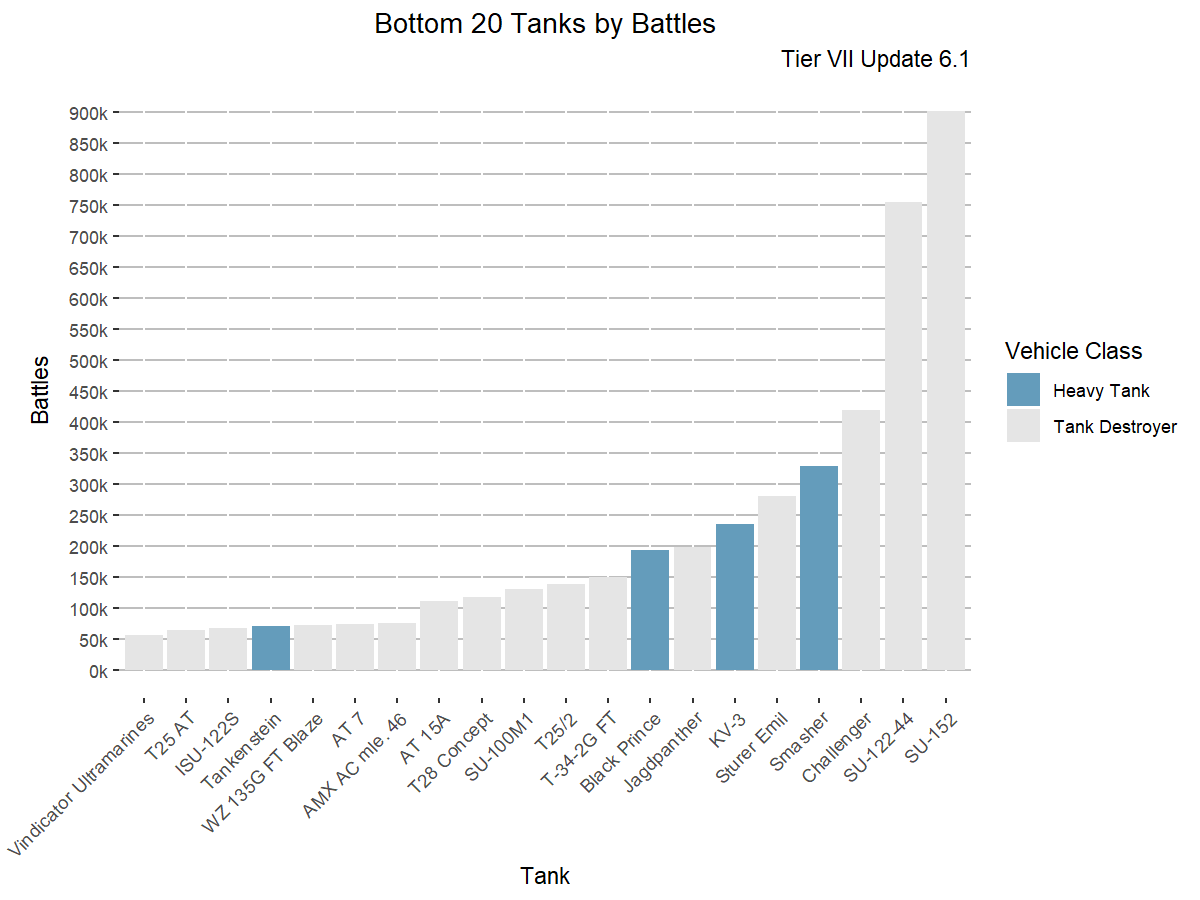 Bottom 20 Tanks by Battles
Tier VII Update 6.1
900k
850k
800k
750k
700k
650k
600k
550k
500k
450k
400k
350k
300k
250k
200k
150k
100k
50k
0k
Battles
Vindicator Ultramarines
T25 AT
ISU-122S
Tankenstein
WZ 135G FT Blaze
AT 7
AMX AC mle. 46
AT 15A
T28 Concept
SU-100M1
T25/2
T-34-2G FT
Black Prince
Jagdpanther
KV-3
Sturer Emil
Smasher
Challenger
SU-122-44
SU-152
Tank
Vehicle Class
Heavy Tank
Tank Destroyer